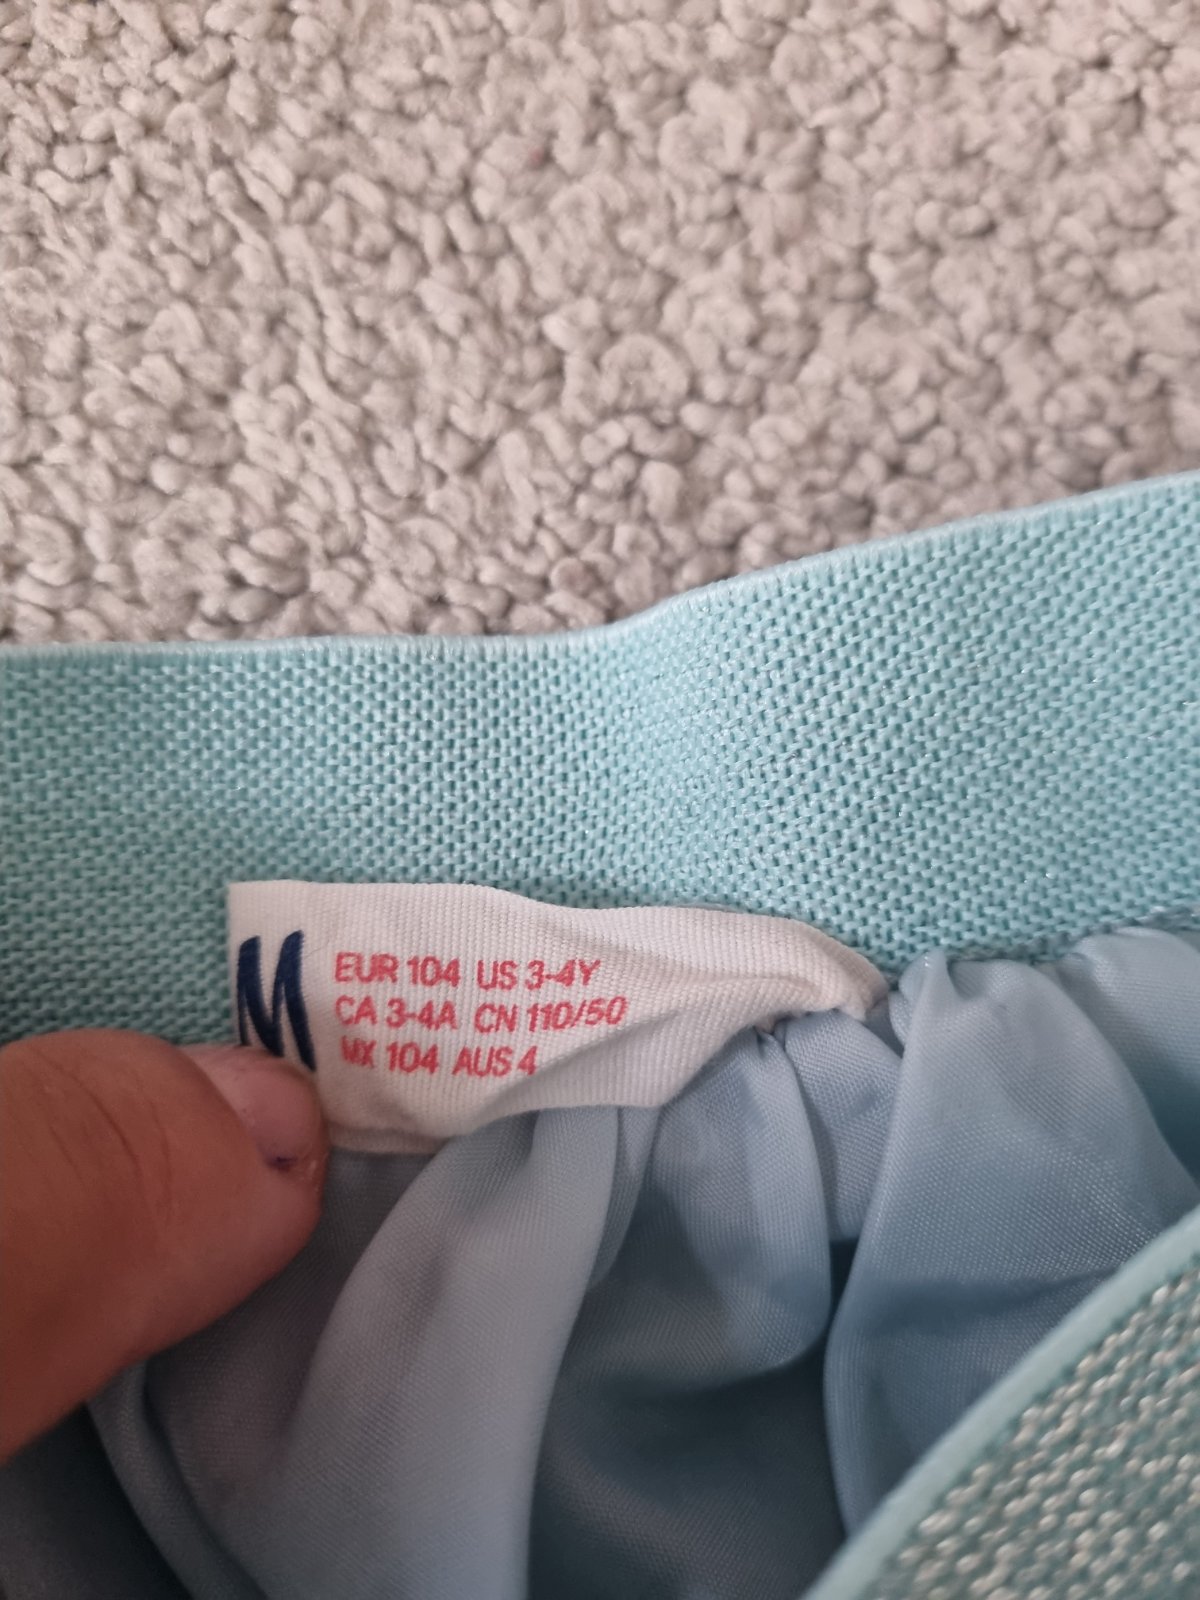 M
EUR 104 US 3-4Y
CA 3-4A CN 110/50
MX 104 AUS 4